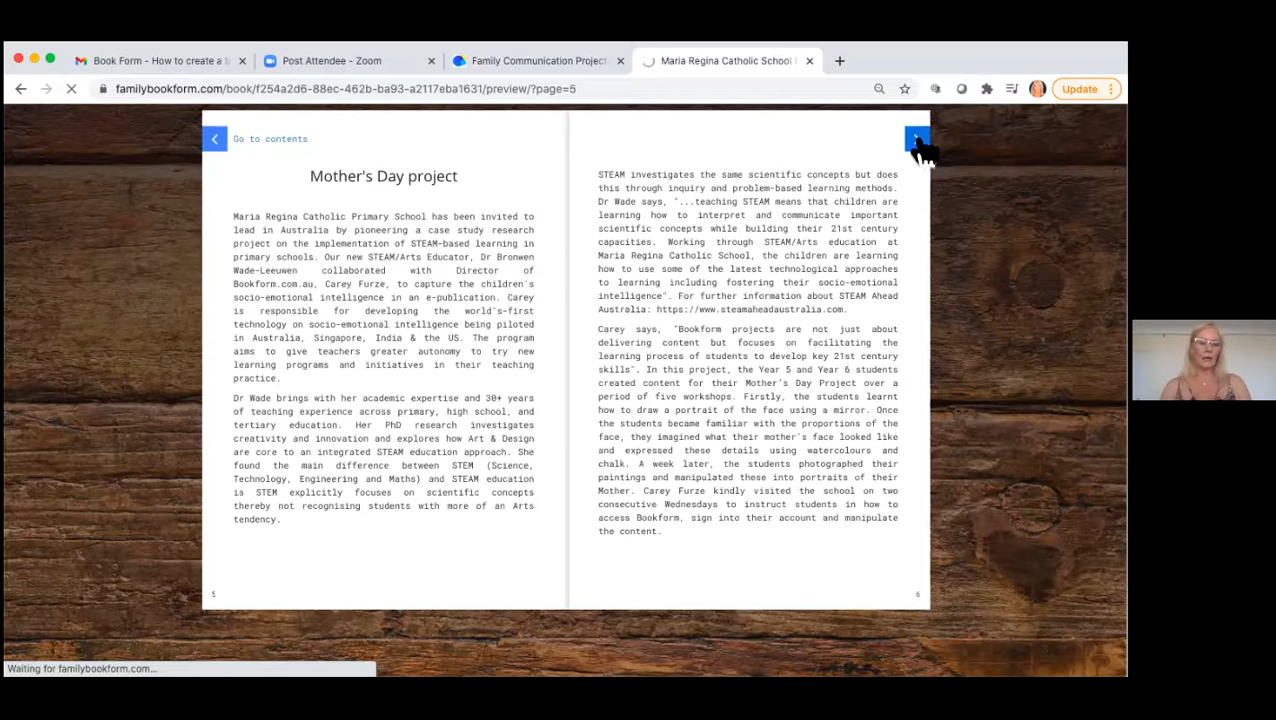 Book Form - How to create a b
Post Attendee - Zoom
Family Communication Project
Maria Regina Catholic School
familybookform.com/book/f254a2d6-88ec-462b-ba93-a2117eba1631/preview/?page=5
Update
Go to contents
Mother's Day project
Maria Regina Catholic Primary School has been invited to
lead in Australia by pioneering a case study research
project on the implementation of STEAM-based learning in
primary schools. Our new STEAM/Arts Educator, Dr Bronwen
Wade-Leeuwen collaborated with Director of
Bookform.com.au, Carey Furze, to capture the children's
socio-emotional intelligence in an e-publication. Carey
is responsible for developing the world's-first
technology on socio-emotional intelligence being piloted
in Australia, Singapore, India & the US. The program
aims to give teachers greater autonomy to try new
learning programs and initiatives in their teaching
practice.
Dr Wade brings with her academic expertise and 30+ years
of teaching experience across primary, high school, and
tertiary education. Her PhD research investigates
creativity and innovation and explores how Art & Design
are core to an integrated STEAM education approach. She
found the main difference between STEM (Science,
Technology, Engineering and Maths) and STEAM education
is STEM explicitly focuses on scientific concepts
thereby not recognising students with more of an Arts
tendency.
5
STEAM investigates the same scientific concepts but does
this through inquiry and problem-based learning methods.
Dr Wade says, "...teaching STEAM means that children are
learning how to interpret and communicate important
scientific concepts while building their 21st century
capacities. Working through STEAM/Arts education at
Maria Regina Catholic School, the children are learning
how to use some of the latest technological approaches
to learning including fostering their socio-emotional
intelligence". For further information about STEAM Ahead
Australia: https://www.steamaheadaustralia.com.
Carey says, "Bookform projects are not just about
delivering content but focuses on facilitating the
learning process of students to develop key 21st century
skills". In this project, the Year 5 and Year 6 students
created content for their Mother's Day Project over a
period of five workshops. Firstly, the students learnt
how to draw a portrait of the face using a mirror. Once
the students became familiar with the proportions of the
face, they imagined what their mother's face looked like
and expressed these details using watercolours and
chalk. A week later, the students photographed their
paintings and manipulated these into portraits of their
Mother. Carey Furze kindly visited the school on two
consecutive Wednesdays to instruct students in how to
access Bookform, sign into their account and manipulate
the content.
6
Waiting for familybookform.com...